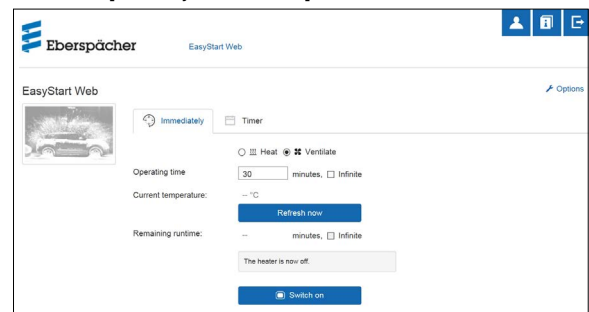 Eberspächer
EasyStart Web
EasyStart Web
Options
Immediately
Timer
Heat Ventilate
Operating time 30 minutes, Infinite
Current temperature: -- °C
Refresh now
Remaining runtime: -- minutes, Infinite
The heater is now off.
Switch on